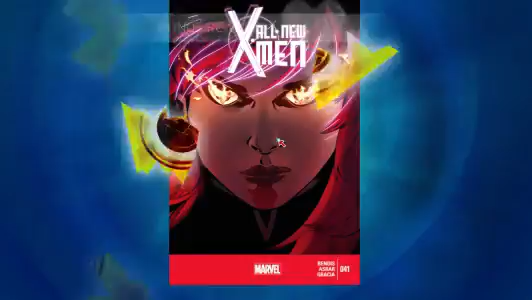 ALL-NEW
X-MEN
MARVEL
BENDIS
ASRAR
GRACIA
041